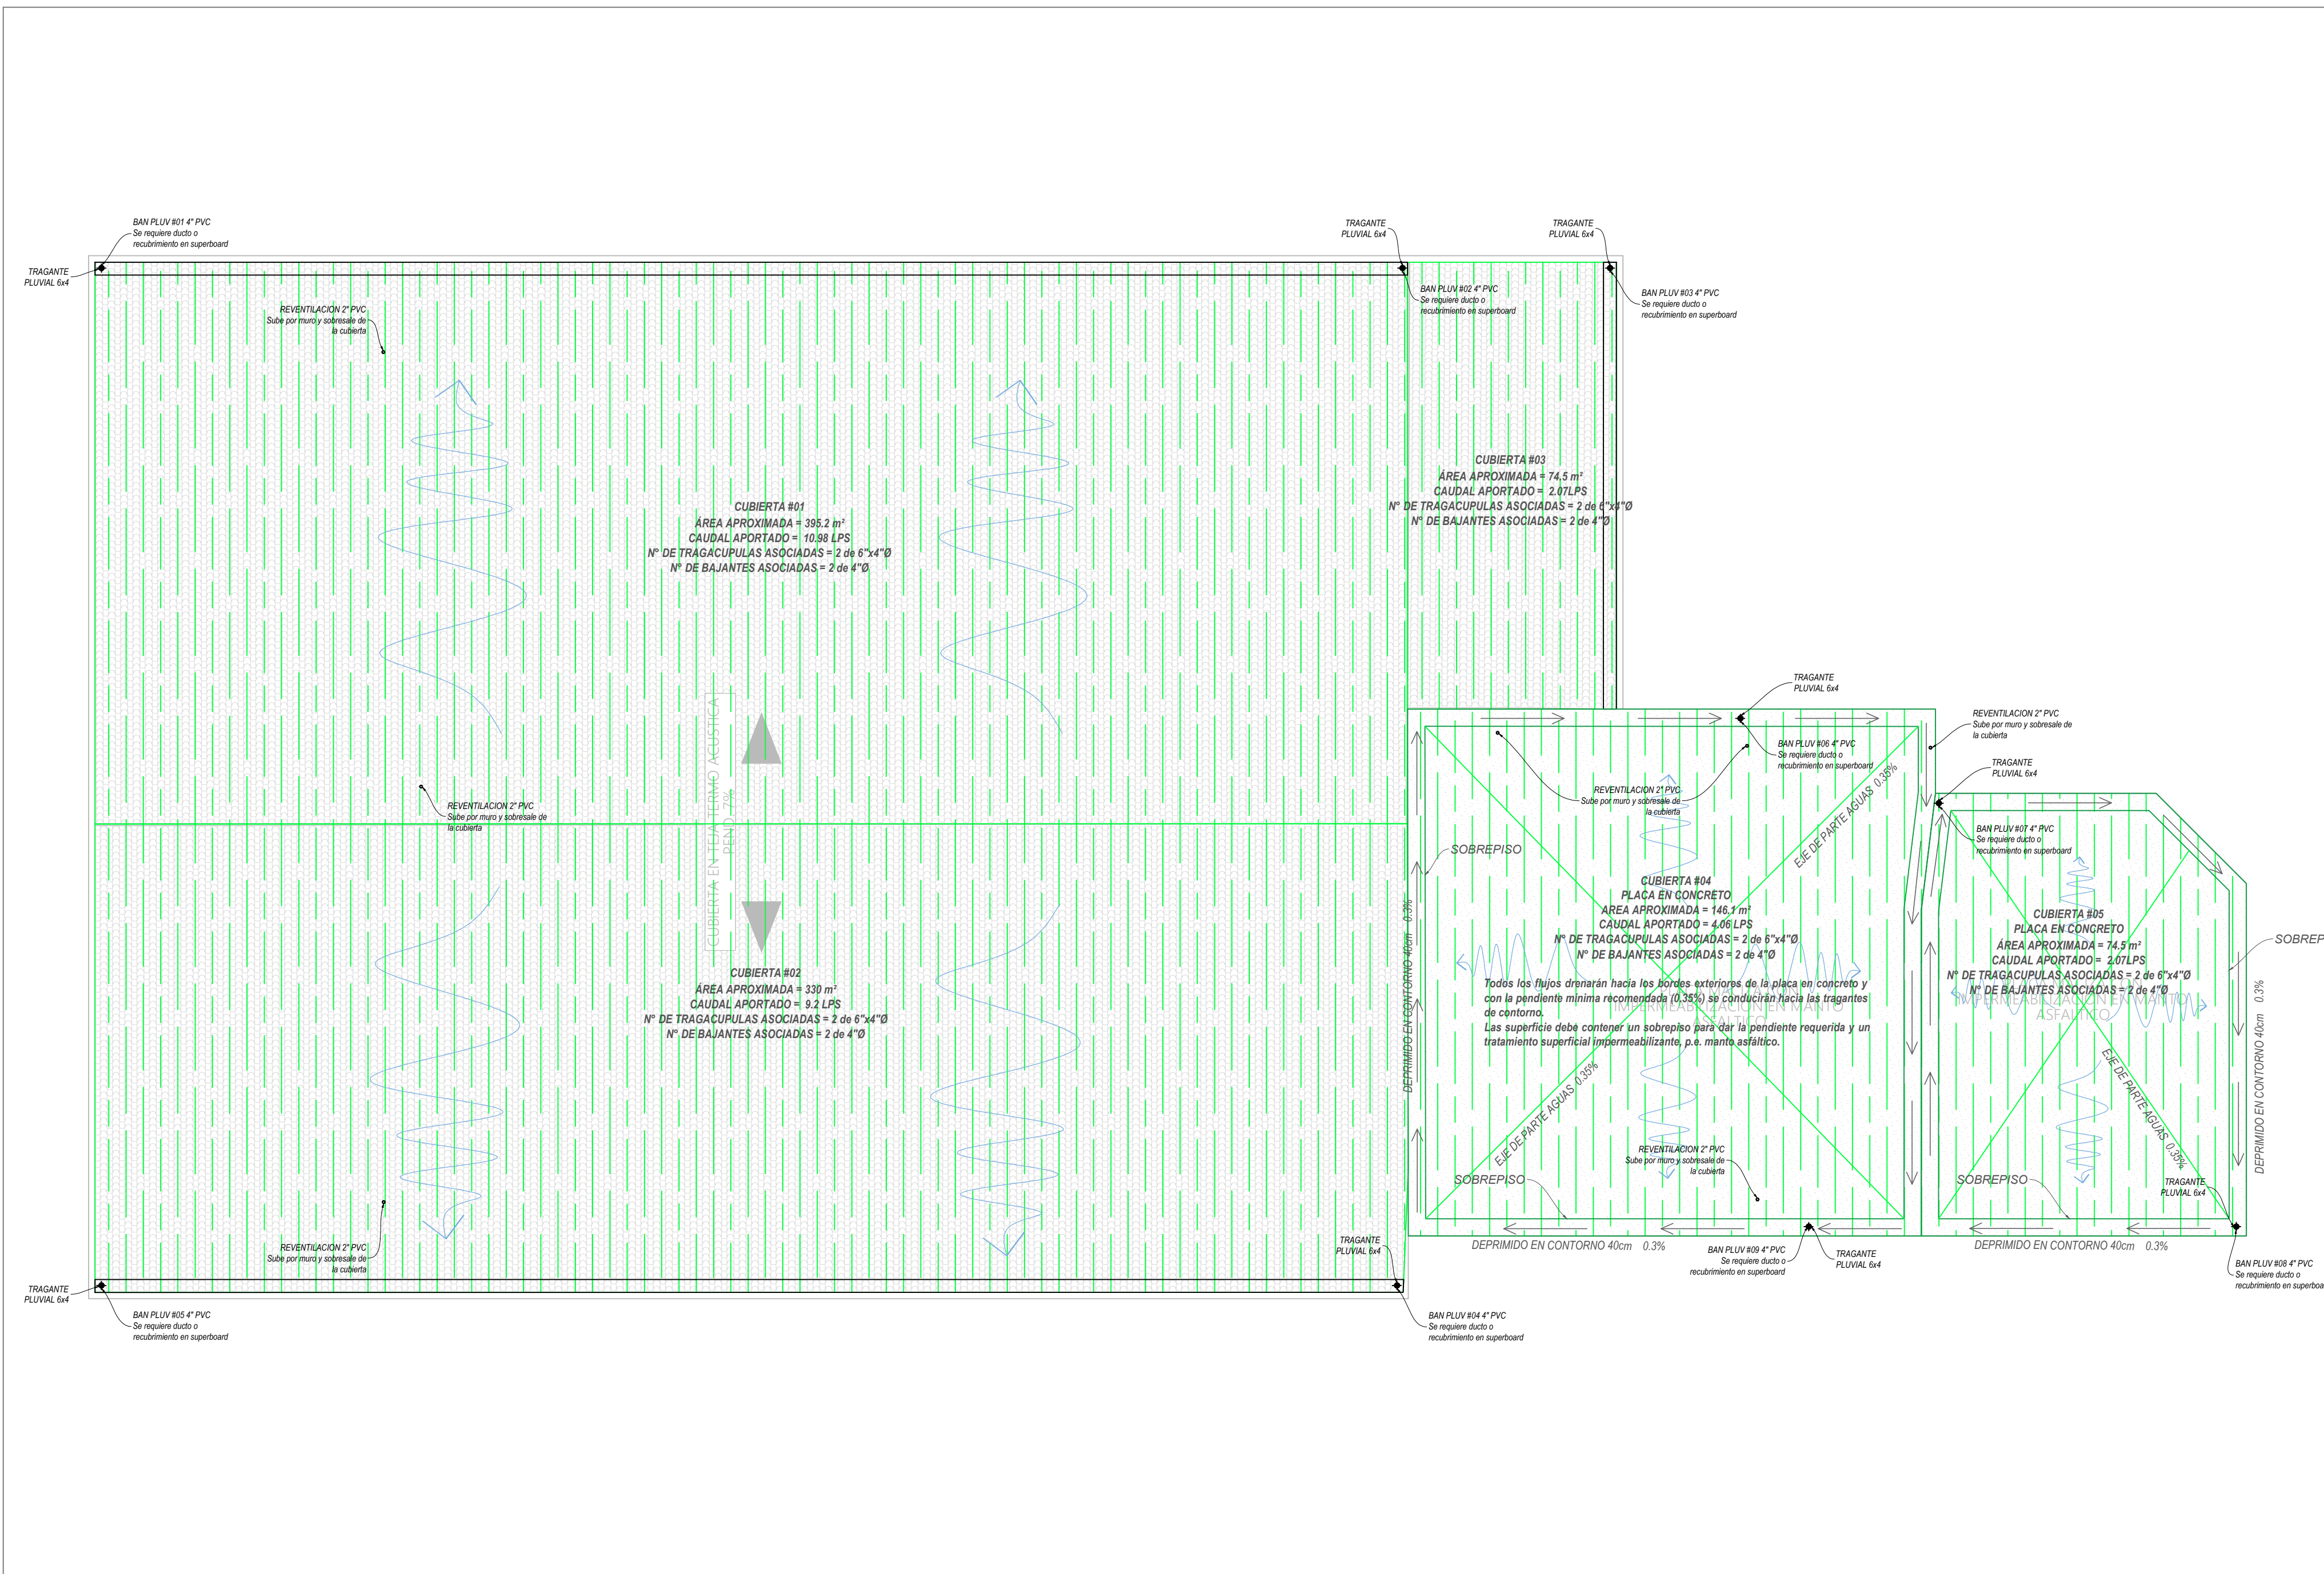 BAN PLUV #01 4" PVC
Se requiere ducto o
recubrimiento en superboard
TRAGANTE
PLUVIAL 6x4
TRAGANTE
PLUVIAL 6x4
TRAGANTE
PLUVIAL 6x4
BAN PLUV #02 4" PVC
Se requiere ducto o
recubrimiento en superboard
BAN PLUV #03 4" PVC
Se requiere ducto o
recubrimiento en superboard
REVENTILACION 2" PVC
Sube por muro y sobresale de
la cubierta
CUBIERTA #01
ÁREA APROXIMADA = 395.2 m²
CAUDAL APORTADO = 10.98 LPS
N° DE TRAGACUPULAS ASOCIADAS = 2 de 6"x4"Ø
N° DE BAJANTES ASOCIADAS = 2 de 4"Ø
CUBIERTA #03
ÁREA APROXIMADA = 74.5 m²
CAUDAL APORTADO = 2.07LPS
N° DE TRAGACUPULAS ASOCIADAS = 2 de 6"x4"Ø
N° DE BAJANTES ASOCIADAS = 2 de 4"Ø
CUBIERTA EN TEJA TERMO ACUSTICA
PEND 7%
REVENTILACION 2" PVC
Sube por muro y sobresale de
la cubierta
CUBIERTA #02
ÁREA APROXIMADA = 330 m²
CAUDAL APORTADO = 9.2 LPS
N° DE TRAGACUPULAS ASOCIADAS = 2 de 6"x4"Ø
N° DE BAJANTES ASOCIADAS = 2 de 4"Ø
REVENTILACION 2" PVC
Sube por muro y sobresale de
la cubierta
TRAGANTE
PLUVIAL 6x4
BAN PLUV #05 4" PVC
Se requiere ducto o
recubrimiento en superboard
TRAGANTE
PLUVIAL 6x4
BAN PLUV #04 4" PVC
Se requiere ducto o
recubrimiento en superboard
TRAGANTE
PLUVIAL 6x4
BAN PLUV #06 4" PVC
Se requiere ducto o
recubrimiento en superboard
REVENTILACION 2" PVC
Sube por muro y sobresale de
la cubierta
REVENTILACION 2" PVC
Sube por muro y sobresale de
la cubierta
TRAGANTE
PLUVIAL 6x4
BAN PLUV #07 4" PVC
Se requiere ducto o
recubrimiento en superboard
EJE DE PARTE AGUAS 0.35%
SOBREPISO
DEPRIMIDO EN CONTORNO 40cm 0.3%
CUBIERTA #04
PLACA EN CONCRETO
AREA APROXIMADA = 146.1 m²
CAUDAL APORTADO = 4.06 LPS
N° DE TRAGACUPULAS ASOCIADAS = 2 de 6"x4"Ø
N° DE BAJANTES ASOCIADAS = 2 de 4"Ø
Todos los flujos drenarán hacia los bordes exteriores de la placa en concreto y
con la pendiente mínima recomendada (0,35%) se conducirán hacia las tragantes
de contorno.
Las superficie debe contener un sobrepiso para dar la pendiente requerida y un
tratamiento superficial impermeabilizante, p.e. manto asfáltico.
IMPERMEABILIZACION EN MANTO
ASFALTICO
EJE DE PARTE AGUAS 0.35%
REVENTILACION 2" PVC
Sube por muro y sobresale de
la cubierta
SOBREPISO
DEPRIMIDO EN CONTORNO 40cm 0.3%
BAN PLUV #09 4" PVC
Se requiere ducto o
recubrimiento en superboard
TRAGANTE
PLUVIAL 6x4
CUBIERTA #05
PLACA EN CONCRETO
ÁREA APROXIMADA = 74.5 m²
CAUDAL APORTADO = 2.07LPS
N° DE TRAGACUPULAS ASOCIADAS = 2 de 6"x4"Ø
N° DE BAJANTES ASOCIADAS = 2 de 4"Ø
IMPERMEABILIZACION EN MANTO
ASFALTICO
SOBREP
EJE DE PARTE AGUAS 0.35%
DEPRIMIDO EN CONTORNO 40cm 0.3%
SOBREPISO
TRAGANTE
PLUVIAL 6x4
DEPRIMIDO EN CONTORNO 40cm 0.3%
BAN PLUV #08 4" PVC
Se requiere ducto o
recubrimiento en superboa